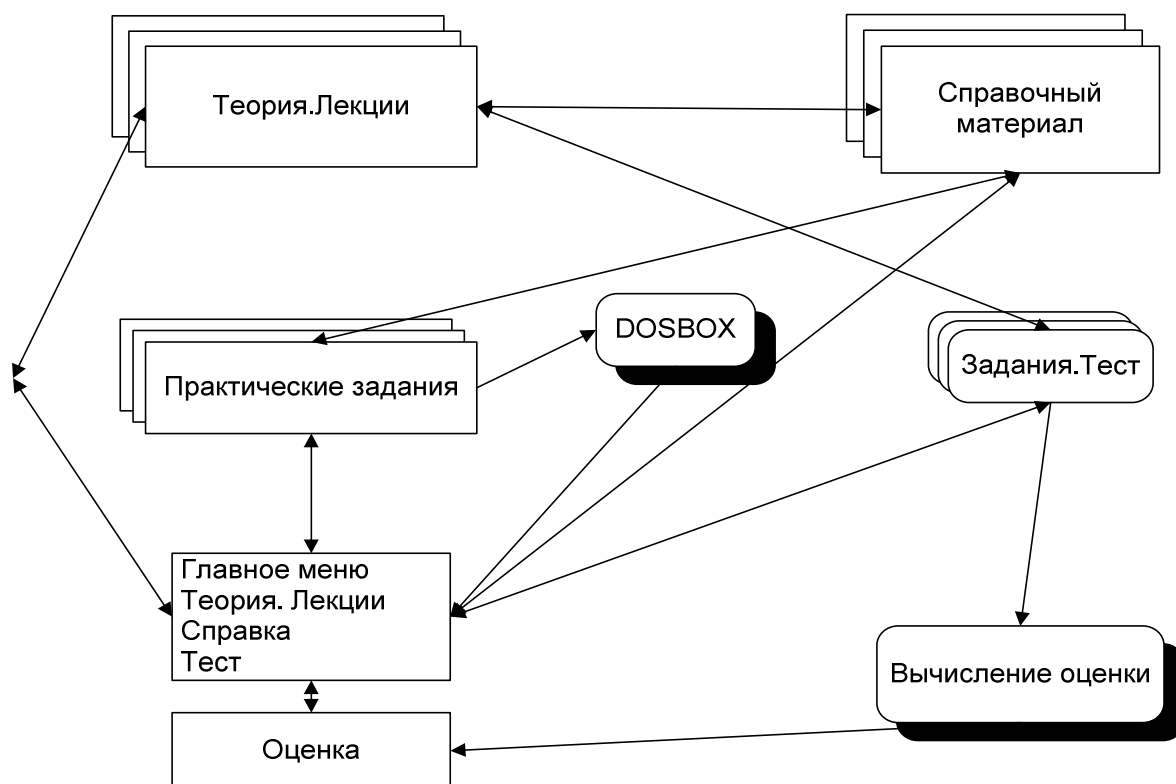 Теория.Лекции
Справочный
материал
DOSBOX
Практические задания
Задания.Тест
Главное меню
Теория. Лекции
Справка
Тест
Вычисление оценки
Оценка